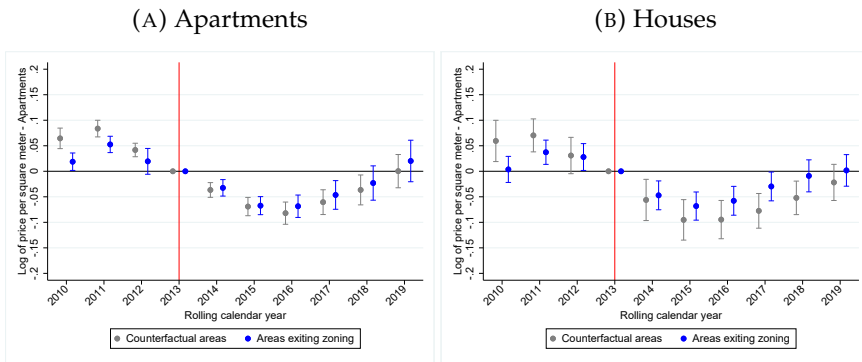 (A) Apartments
Log of price per square meter - Apartments
.2
.15
.1
.05
0
-.05
-.1
-.15
-.2
2010 2011 2012 2013 2014 2015 2016 2017 2018 2019
Rolling calendar year
Counterfactual areas Areas exiting zoning
(B) Houses
Log of price per square meter - Apartments
.2
.15
.1
.05
0
-.05
-.1
-.15
-.2
2010 2011 2012 2013 2014 2015 2016 2017 2018 2019
Rolling calendar year
Counterfactual areas Areas exiting zoning